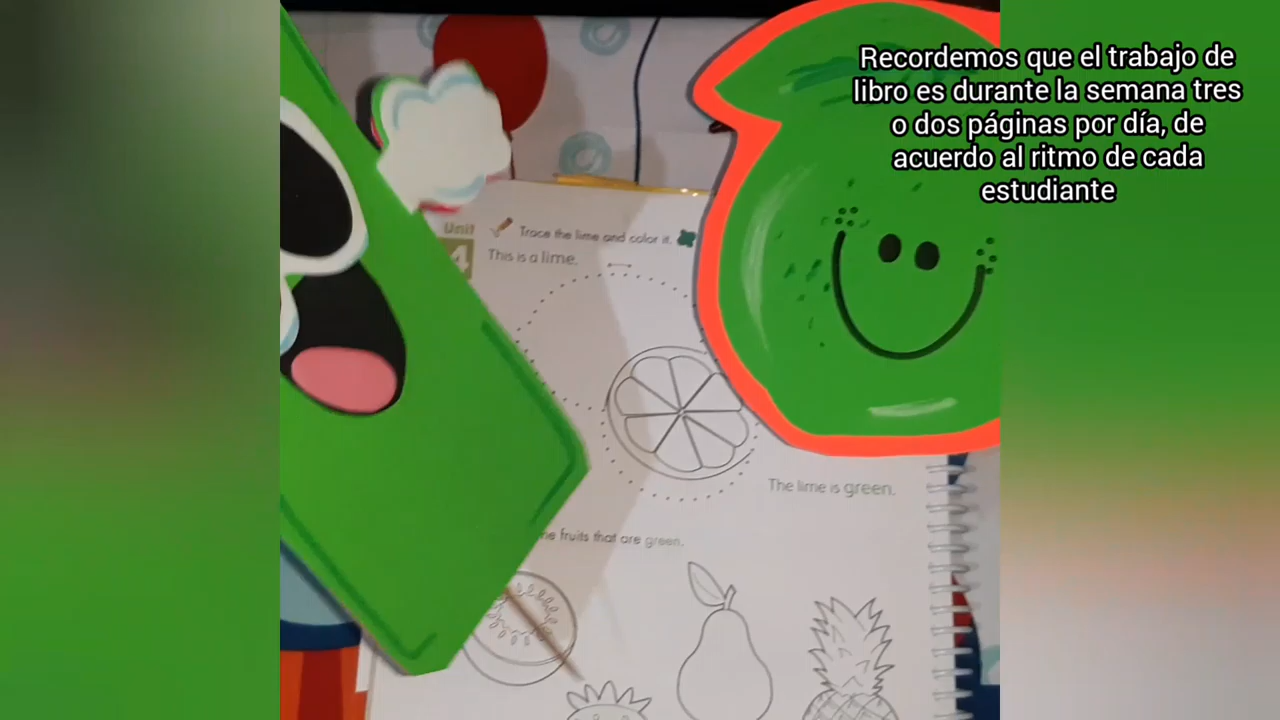 Recordemos que el trabajo de
libro es durante la semana tres
o dos páginas por día, de
acuerdo al ritmo de cada
estudiante
Unit
4
Trace the lime and color it.
This is a lime.
The lime is green.
fruits that are green.